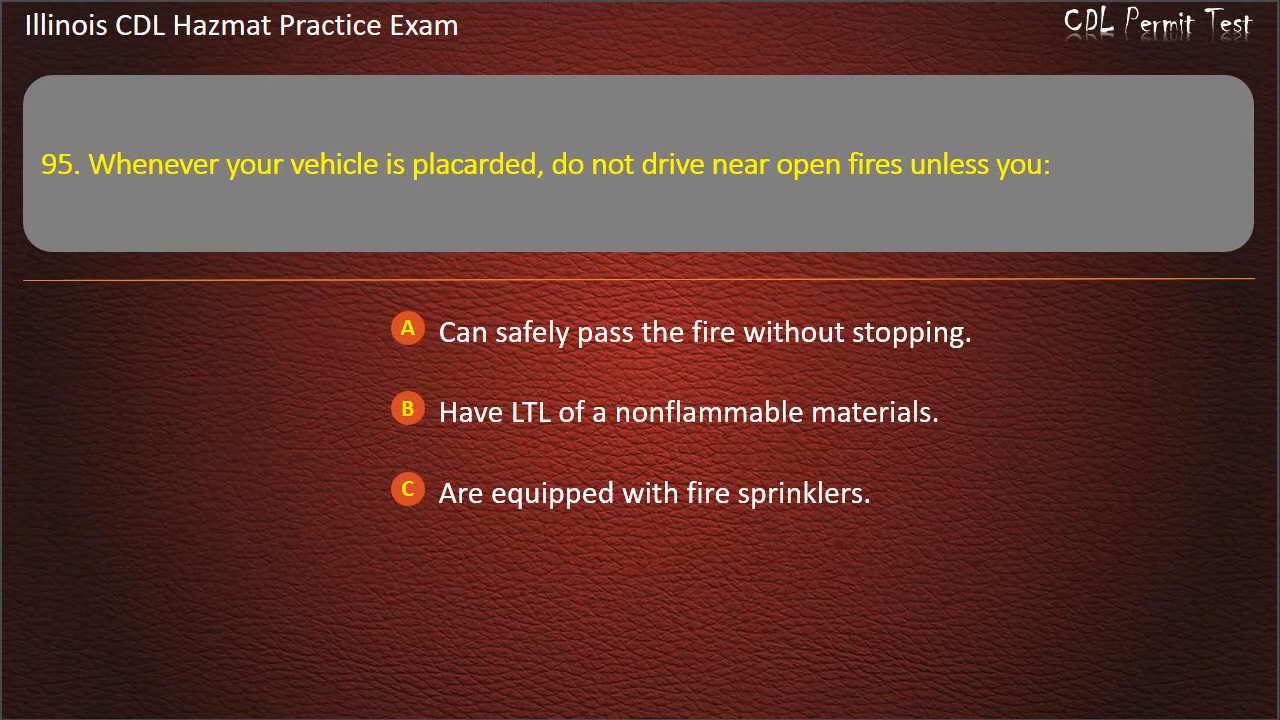 Illinois CDL Hazmat Practice Exam
CDL Permit Test
95. Whenever your vehicle is placarded, do not drive near open fires unless you:
A Can safely pass the fire without stopping.
B Have LTL of a nonflammable materials.
C Are equipped with fire sprinklers.